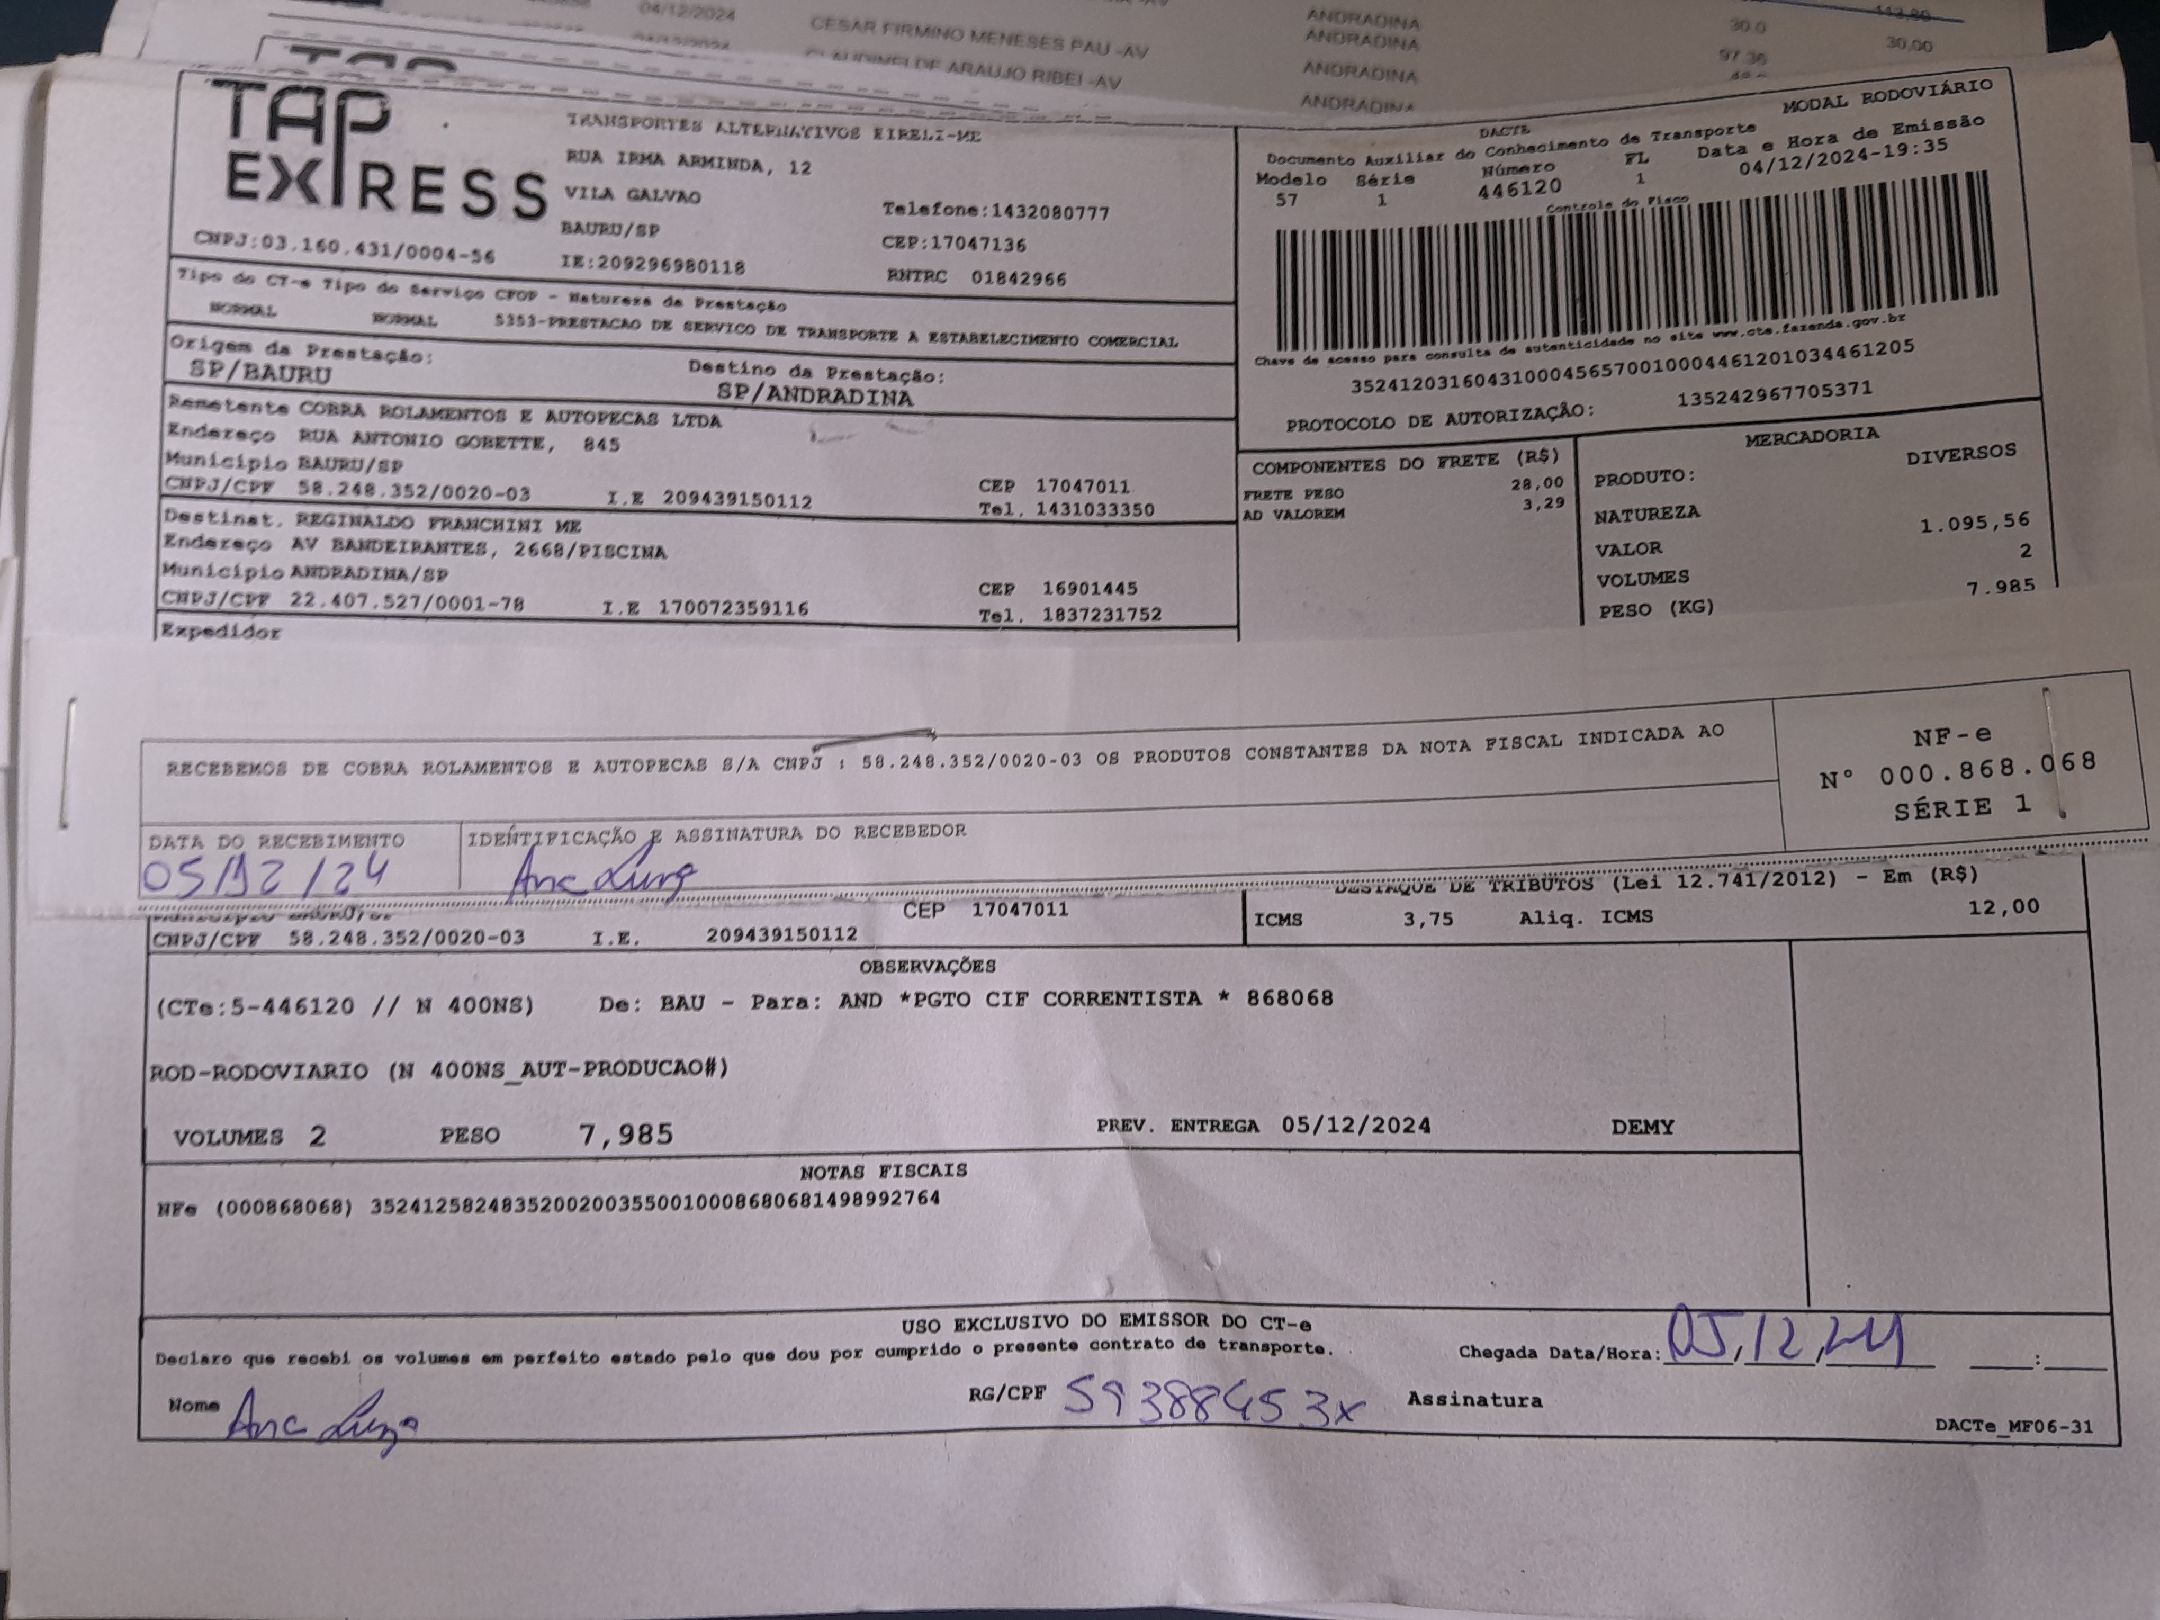 04/12/2024
CESAR FIRMINO MENESES PAU -AV
ANDRADINA
30.0
30,00
ANDRADINA
97.36
ANDRADINA
ANDRADINA
TAP EXPRESS
CNPJ:03.160.431/0004-56
TRANSPORTES ALTERNATIVOS EIRELI-ME
RUA IRMA ARMINDA, 12
VILA GALVAO
BAURU/SP
IE:209296980118
Telefone:1432080777
CEP:17047136
RNTRC 01842966
DACTE
MODAL RODOVIÁRIO
Documento Auxiliar do Conhecimento de Transporte
Modelo Série Número FL Data e Hora de Emissão
57 1 446120 1 04/12/2024-19:35
Controle do Fisco
Chave de acesso para consulta de autenticidade no site www.cte.fazenda.gov.br
35241203160431000456570010004461201034461205
PROTOCOLO DE AUTORIZAÇÃO: 135242967705371
Tipo do CT-e Tipo do Serviço CFOP - Natureza da Prestação
NORMAL NORMAL 5353-PRESTACAO DE SERVICO DE TRANSPORTE A ESTABELECIMENTO COMERCIAL
Origem da Prestação: Destino da Prestação:
SP/BAURU SP/ANDRADINA
Remetente COBRA ROLAMENTOS E AUTOPECAS LTDA
Endereço RUA ANTONIO GOBETTE, 845
Município BAURU/SP CEP 17047011
CNPJ/CPF 58.248.352/0020-03 I.E 209439150112 Tel. 1431033350
Destinat. REGINALDO FRANCHINI ME
Endereço AV BANDEIRANTES, 2668/PISCINA
Município ANDRADINA/SP CEP 16901445
CNPJ/CPF 22.407.527/0001-78 I.E 170072359116 Tel. 1837231752
Expedidor
COMPONENTES DO FRETE (R$)
FRETE PESO 28,00
AD VALOREM 3,29
MERCADORIA
PRODUTO: DIVERSOS
NATUREZA
VALOR 1.095,56
VOLUMES 2
PESO (KG) 7.985
RECEBEMOS DE COBRA ROLAMENTOS E AUTOPECAS S/A CNPJ : 58.248.352/0020-03 OS PRODUTOS CONSTANTES DA NOTA FISCAL INDICADA AO
NF-e
N° 000.868.068
SÉRIE 1
DATA DO RECEBIMENTO IDENTIFICAÇÃO E ASSINATURA DO RECEBEDOR
05/12/24 Ana Luiza
DESTAQUE DE TRIBUTOS (Lei 12.741/2012) - Em (R$)
CEP 17047011
ICMS 3,75 Aliq. ICMS 12,00
CNPJ/CPF 58.248.352/0020-03 I.E. 209439150112
OBSERVAÇÕES
(CTe:5-446120 // N 400NS) De: BAU - Para: AND *PGTO CIF CORRENTISTA * 868068
ROD-RODOVIARIO (N 400NS_AUT-PRODUCAO#)
VOLUMES 2 PESO 7,985 PREV. ENTREGA 05/12/2024 DEMY
NOTAS FISCAIS
NFe (000868068) 35241258248352002003550010008680681498992764
USO EXCLUSIVO DO EMISSOR DO CT-e
Declaro que recebi os volumes em perfeito estado pelo que dou por cumprido o presente contrato de transporte.
Chegada Data/Hora: 05,12,24 __:__
Nome Ana Luiza RG/CPF 59388453x Assinatura
DACTe_MF06-31